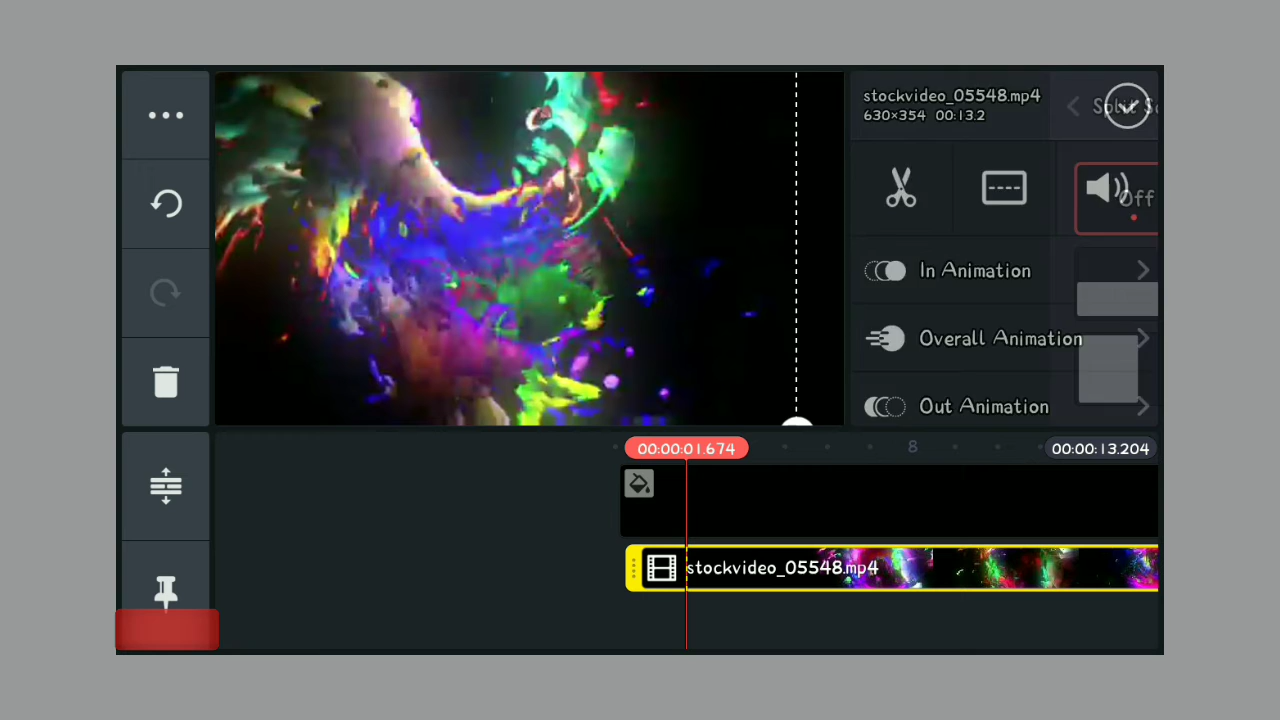 stockvideo_05548.mp4
630×354 00:13.2
Split
Off
In Animation
Overall Animation
Out Animation
00:00:01.674
8
00:00:13.204
stockvideo_05548.mp4